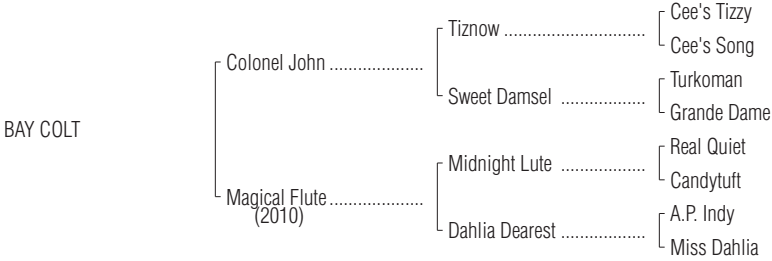 Cee's Tizzy
Tiznow ..............................
Cee's Song
Colonel John ....................
Turkoman
Sweet Damsel ..................
Grande Dame
BAY COLT
Real Quiet
Midnight Lute ..................
Candytuft
Magical Flute ....................
(2010)
A.P. Indy
Dahlia Dearest ..................
Miss Dahlia